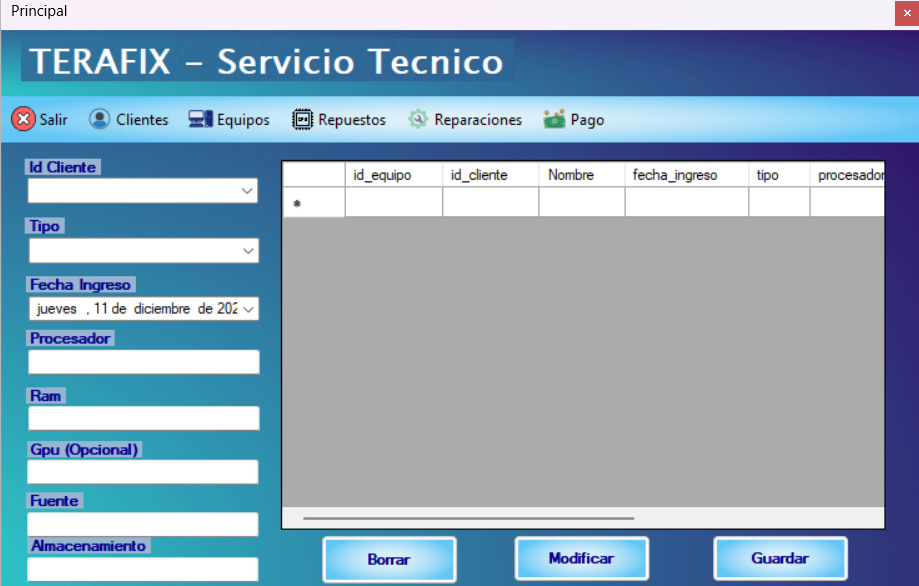 Principal
TERAFIX - Servicio Tecnico
Salir Clientes Equipos Repuestos Reparaciones Pago
Id Cliente
Tipo
Fecha Ingreso
jueves , 11 de diciembre de 202
Procesador
Ram
Gpu (Opcional)
Fuente
Almacenamiento
id_equipo id_cliente Nombre fecha_ingreso tipo procesador
*
Borrar Modificar Guardar